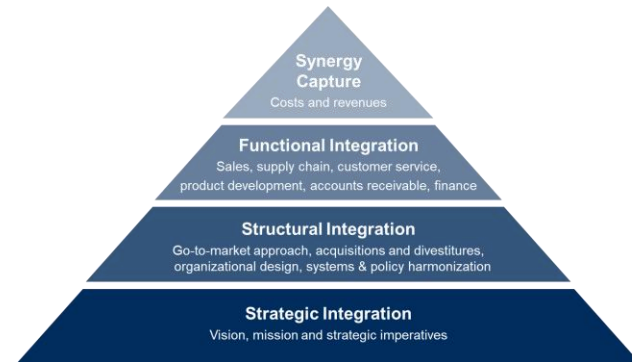 Synergy
Capture
Costs and revenues
Functional Integration
Sales, supply chain, customer service,
product development, accounts receivable, finance
Structural Integration
Go-to-market approach, acquisitions and divestitures,
organizational design, systems & policy harmonization
Strategic Integration
Vision, mission and strategic imperatives